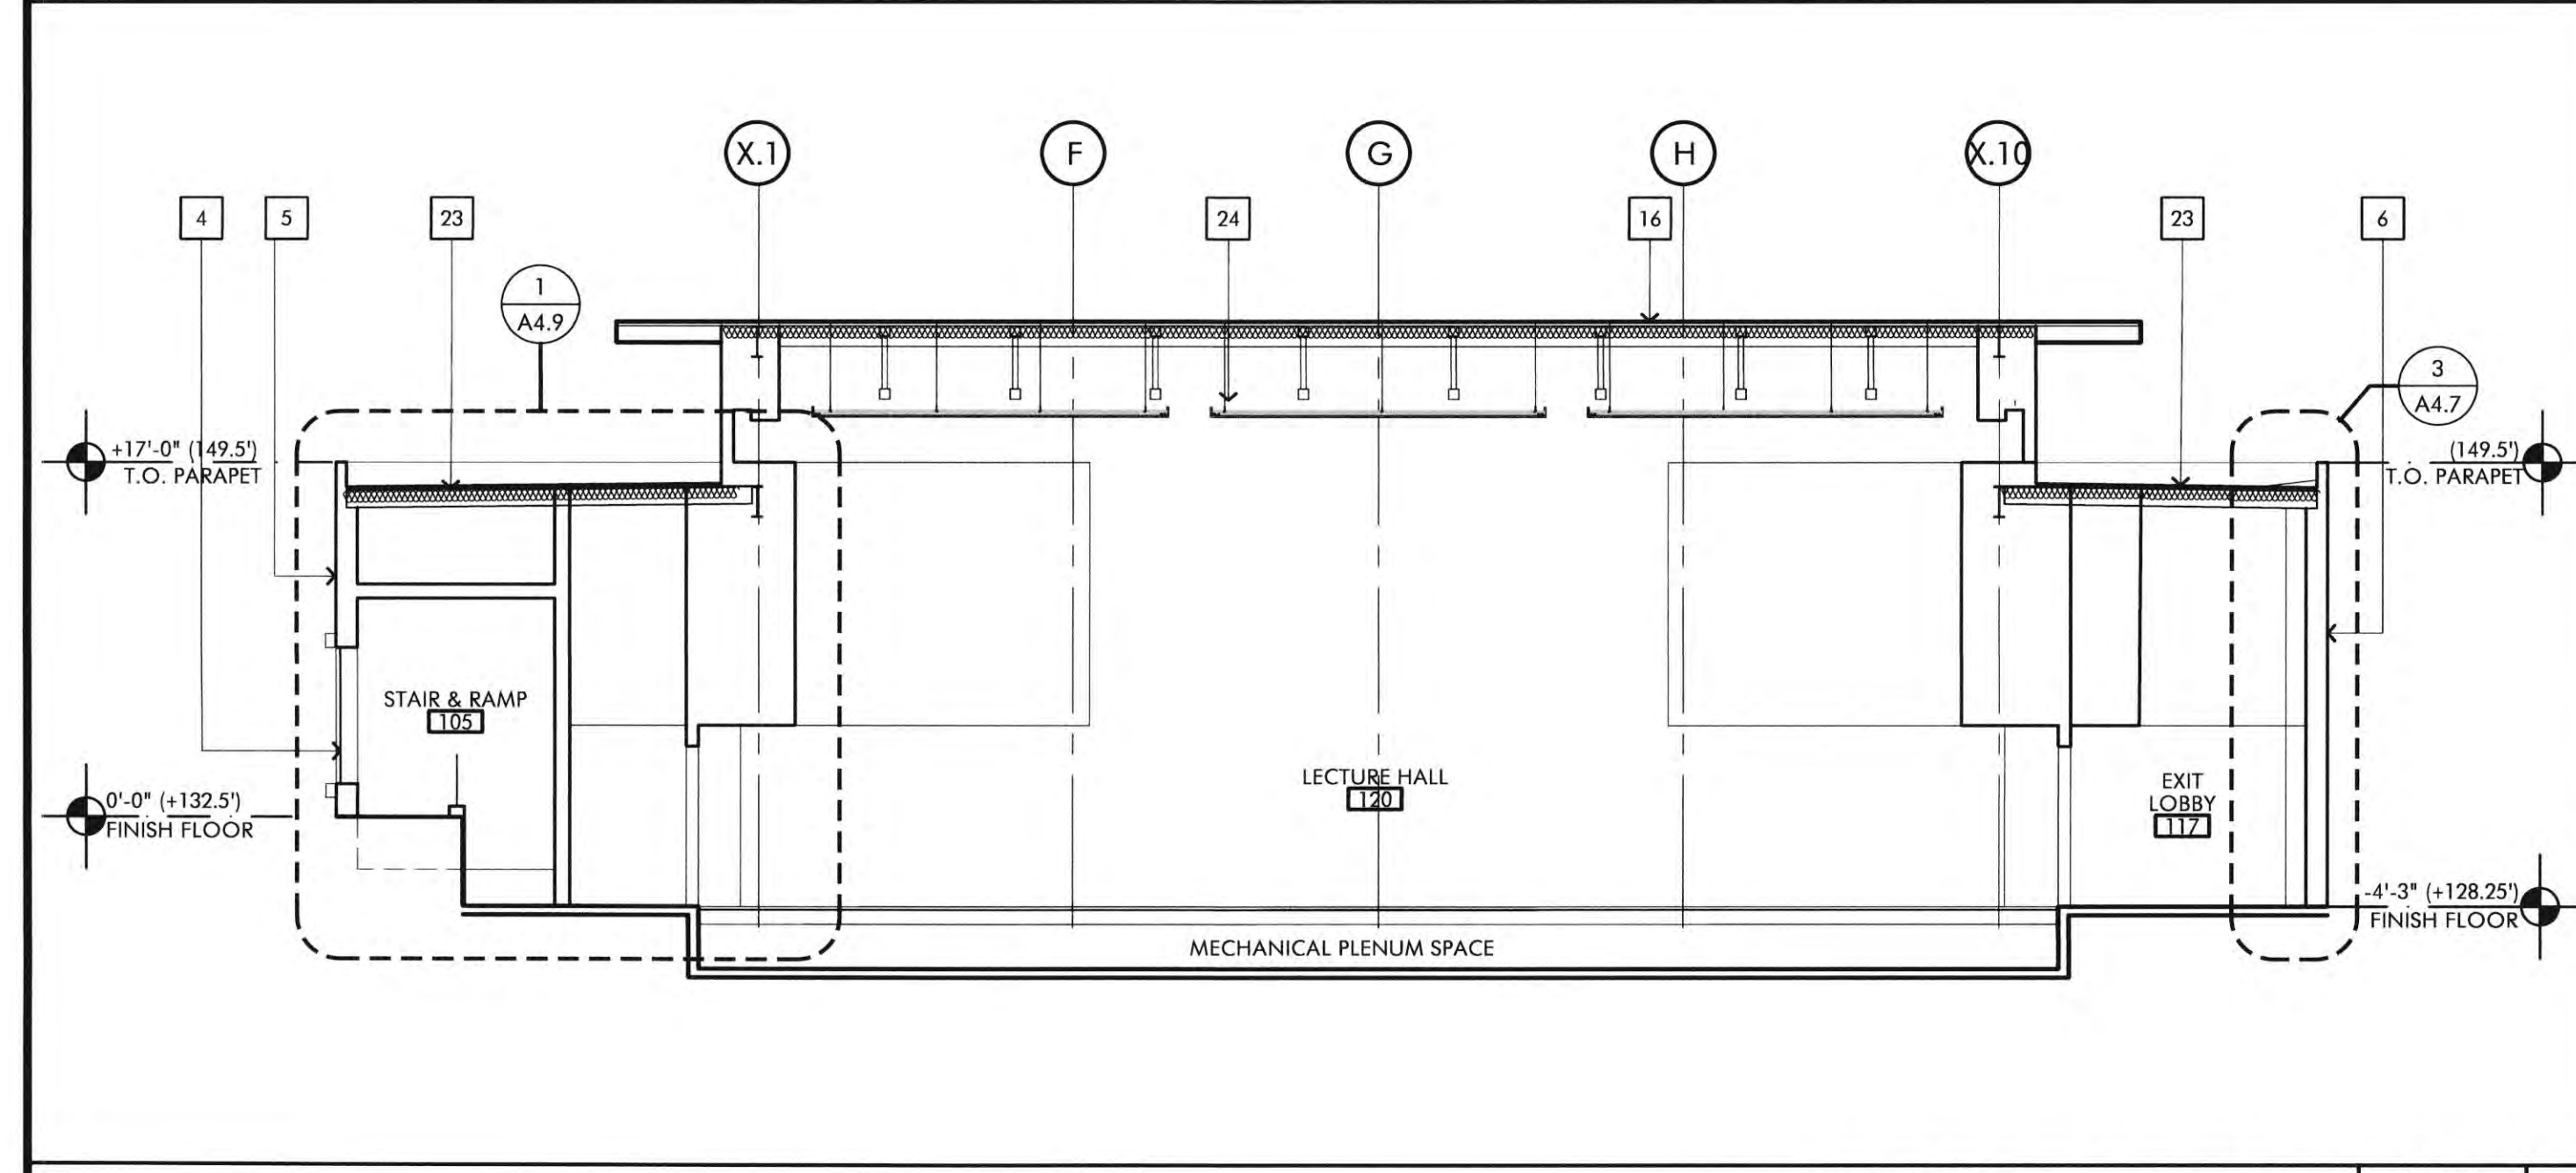 X.1
F
G
H
X.10
4
5
23
24
16
23
6
1
A4.9
3
A4.7
+17'-0" (149.5')
T.O. PARAPET
(149.5')
T.O. PARAPET
STAIR & RAMP
105
LECTURE HALL
120
EXIT
LOBBY
117
0'-0" (+132.5')
FINISH FLOOR
-4'-3" (+128.25')
FINISH FLOOR
MECHANICAL PLENUM SPACE